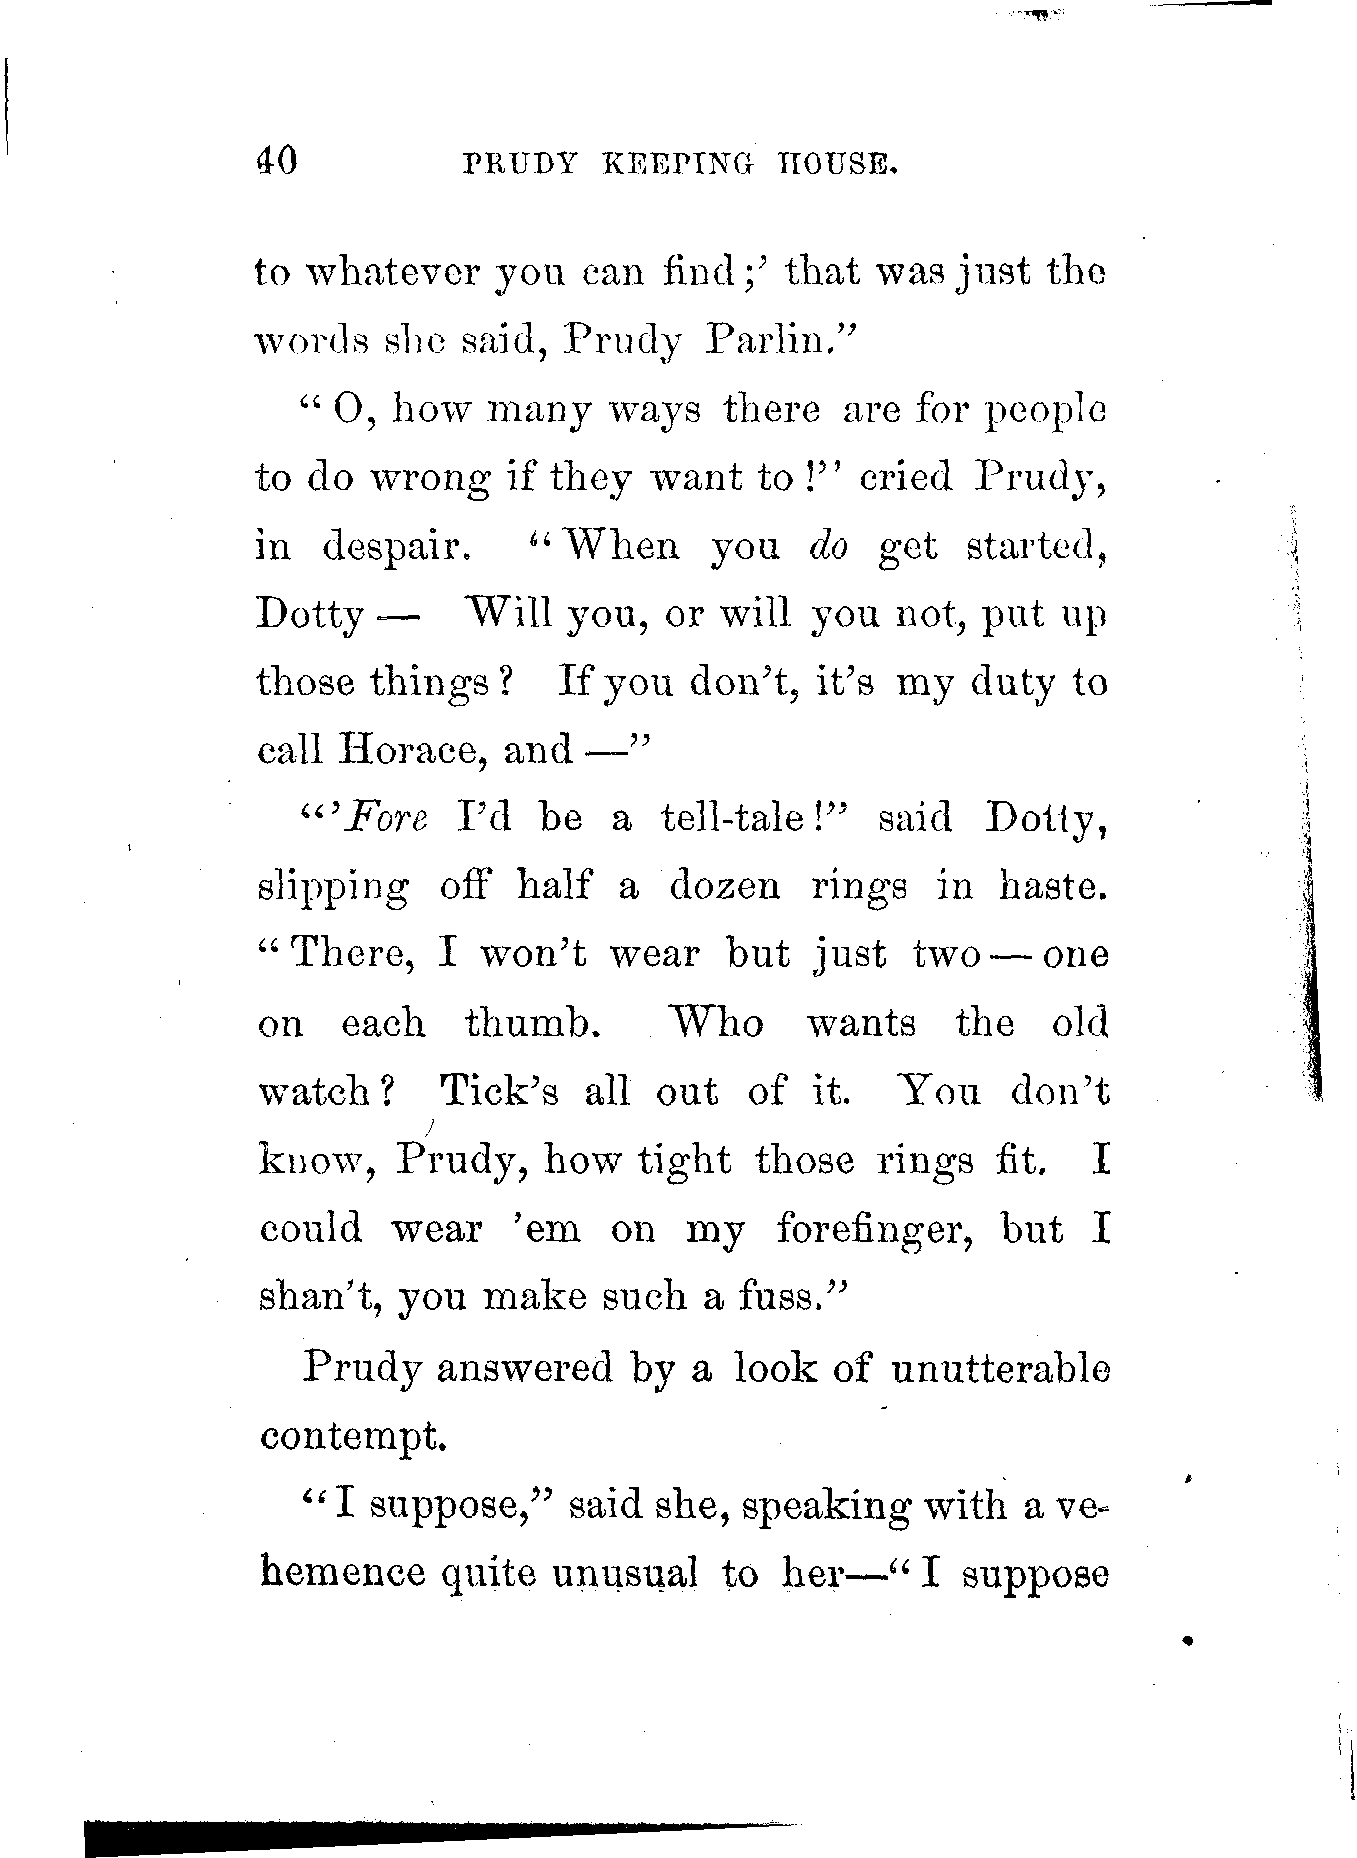 40 PRUDY KEEPING HOUSE.
to whatever you can find;' that was just the
words she said, Prudy Parlin."
"O, how many ways there are for people
to do wrong if they want to!" cried Prudy,
in despair. "When you do get started,
Dotty — Will you, or will you not, put up
those things? If you don't, it's my duty to
call Horace, and —"
"'Fore I'd be a tell-tale!" said Dotty,
slipping off half a dozen rings in haste.
"There, I won't wear but just two — one
on each thumb. Who wants the old
watch? Tick's all out of it. You don't
know, Prudy, how tight those rings fit. I
could wear 'em on my forefinger, but I
shan't, you make such a fuss."
Prudy answered by a look of unutterable
contempt.
"I suppose," said she, speaking with a ve-
hemence quite unusual to her—"I suppose